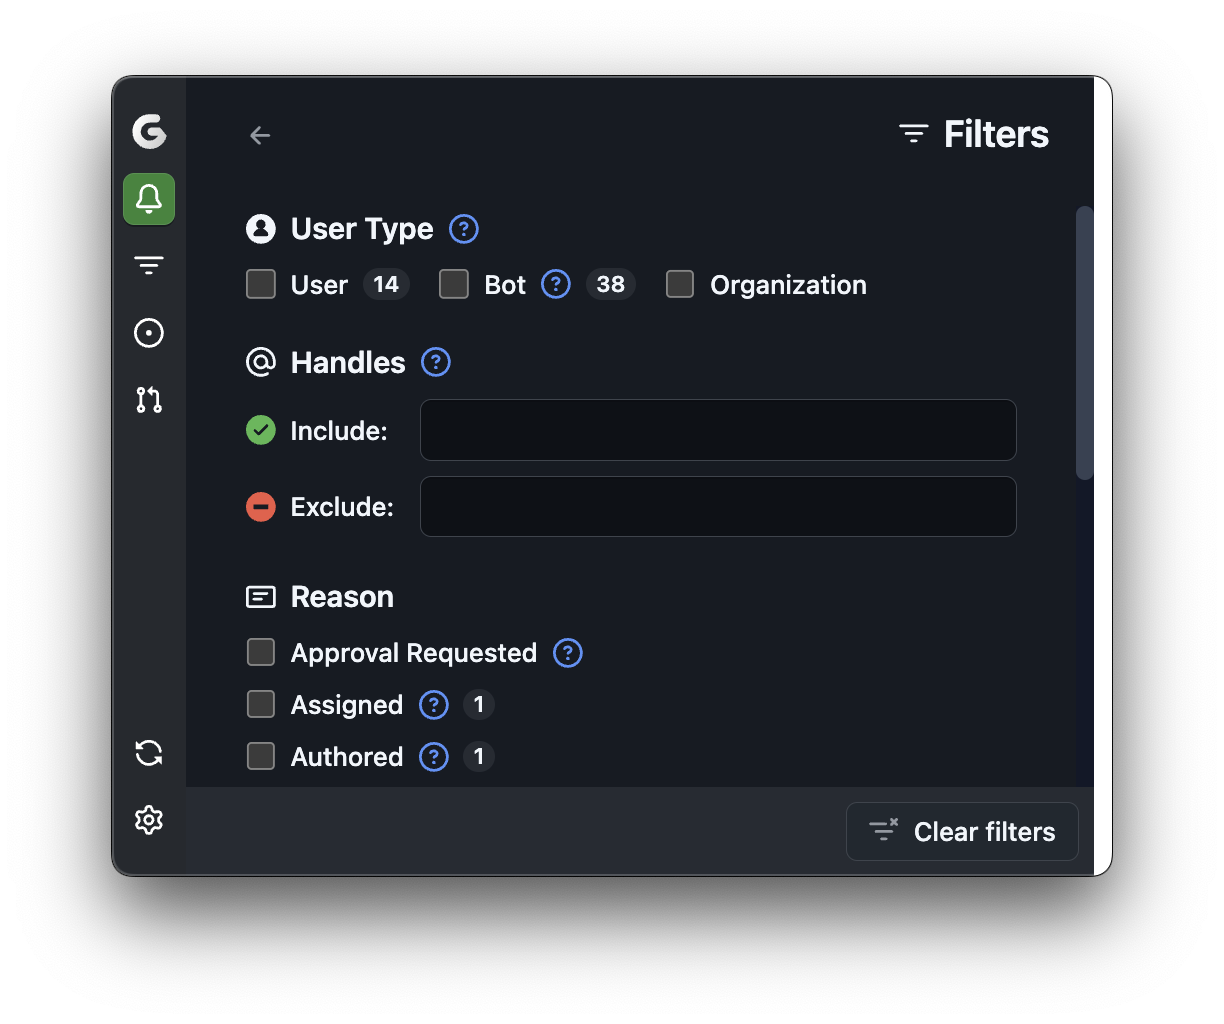 Filters
User Type
User 14 Bot 38 Organization
Handles
Include:
Exclude:
Reason
Approval Requested
Assigned 1
Authored 1
Clear filters